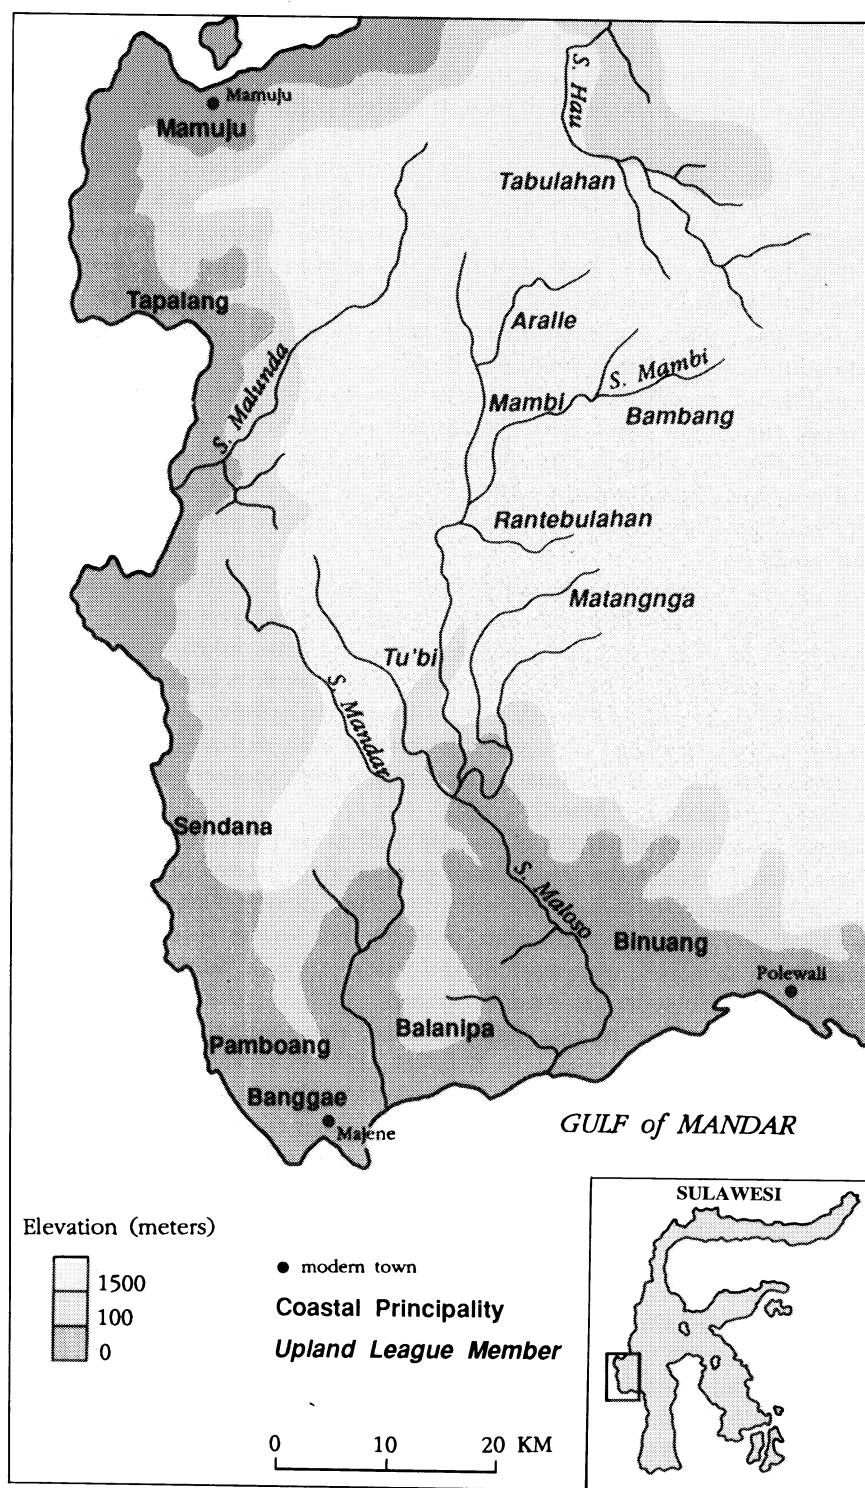 Mamuju
Mamuju
S. Hau
Tabulahan
Tapalang
Aralle
S. Malunda
S. Mambi
Mambi
Bambang
Rantebulahan
Matangnga
Tu'bi
S. Mandar
Sendana
S. Maloso
Binuang
Polewali
Balanipa
Pamboang
Banggae
Majene
GULF of MANDAR
SULAWESI
Elevation (meters)
1500
100
0
modern town
Coastal Principality
Upland League Member
0 10 20 KM